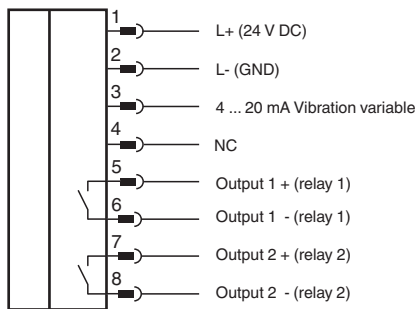 1 L+ (24 V DC)
2 L- (GND)
3 4 ... 20 mA Vibration variable
4 NC
5 Output 1 + (relay 1)
6 Output 1 - (relay 1)
7 Output 2 + (relay 2)
8 Output 2 - (relay 2)